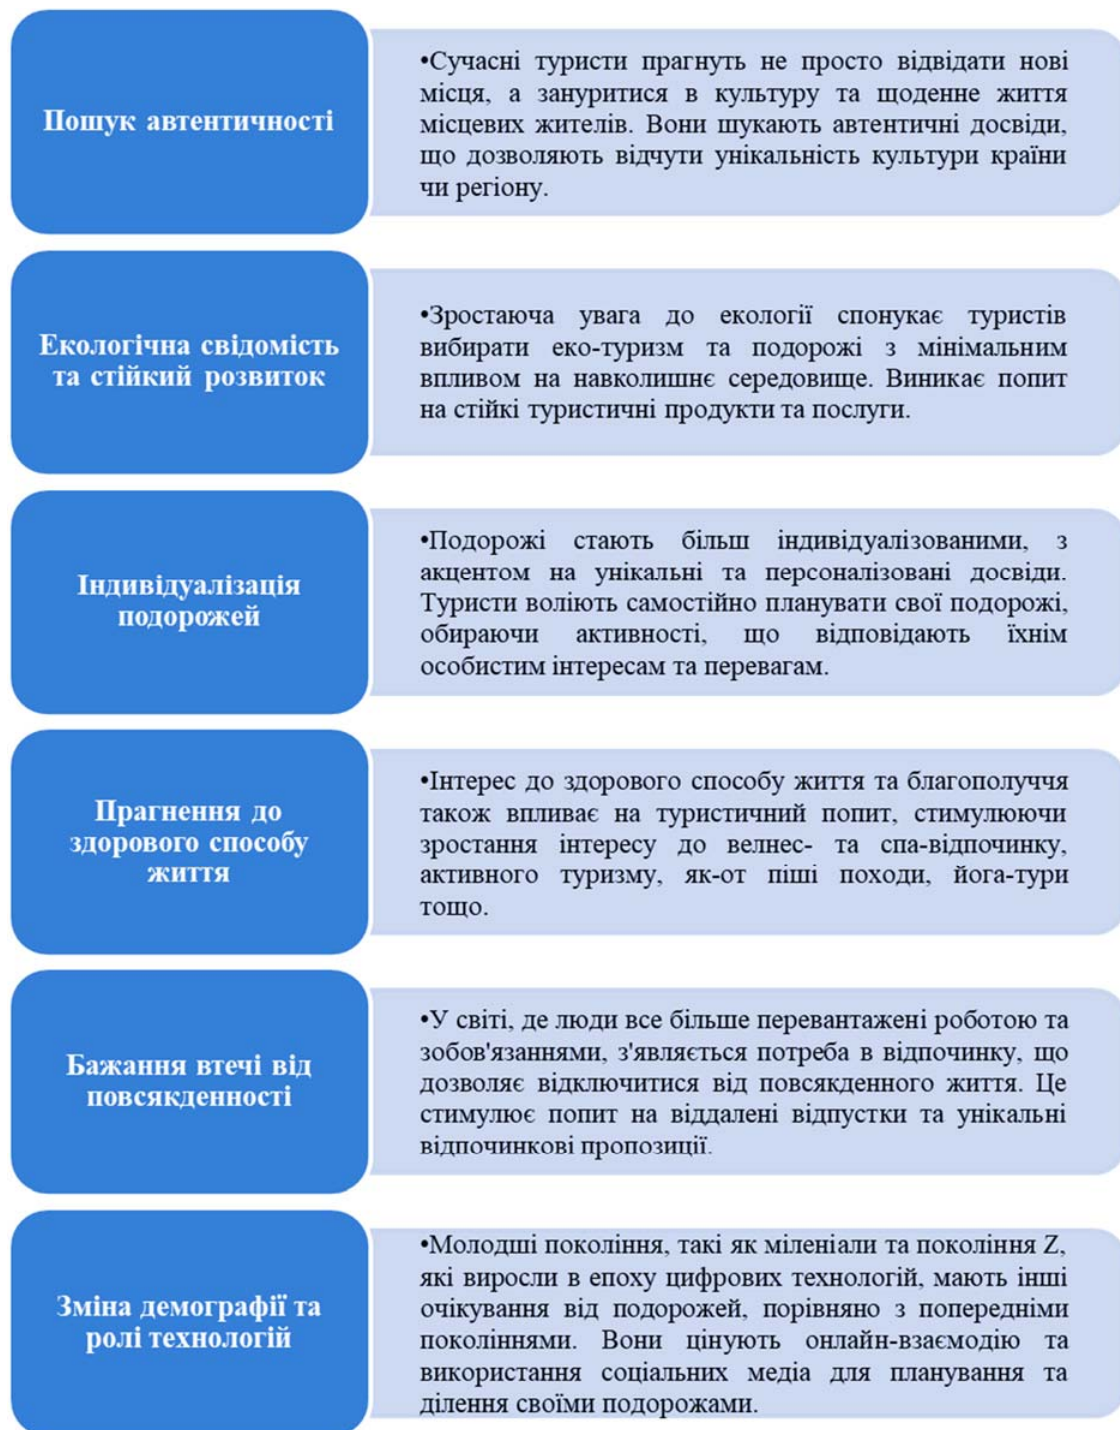 Пошук автентичності
•Сучасні туристи прагнуть не просто відвідати нові
місця, а зануритися в культуру та щоденне життя
місцевих жителів. Вони шукають автентичні досвіди,
що дозволяють відчути унікальність культури країни
чи регіону.
Екологічна свідомість
та стійкий розвиток
•Зростаюча увага до екології спонукає туристів
вибирати еко-туризм та подорожі з мінімальним
впливом на навколишнє середовище. Виникає попит
на стійкі туристичні продукти та послуги.
Індивідуалізація
подорожей
•Подорожі стають більш індивідуалізованими, з
акцентом на унікальні та персоналізовані досвіди.
Туристи воліють самостійно планувати свої подорожі,
обираючи активності, що відповідають їхнім
особистим інтересам та перевагам.
Прагнення до
здорового способу
життя
•Інтерес до здорового способу життя та благополуччя
також впливає на туристичний попит, стимулюючи
зростання інтересу до велнес- та спа-відпочинку,
активного туризму, як-от піші походи, йога-тури
тощо.
Бажання втечі від
повсякденності
•У світі, де люди все більше перевантажені роботою та
зобов'язаннями, з'являється потреба в відпочинку, що
дозволяє відключитися від повсякденного життя. Це
стимулює попит на віддалені відпустки та унікальні
відпочинкові пропозиції.
Зміна демографії та
ролі технологій
•Молодші покоління, такі як міленіали та покоління Z,
які виросли в епоху цифрових технологій, мають інші
очікування від подорожей, порівняно з попередніми
поколіннями. Вони цінують онлайн-взаємодію та
використання соціальних медіа для планування та
ділення своїми подорожами.